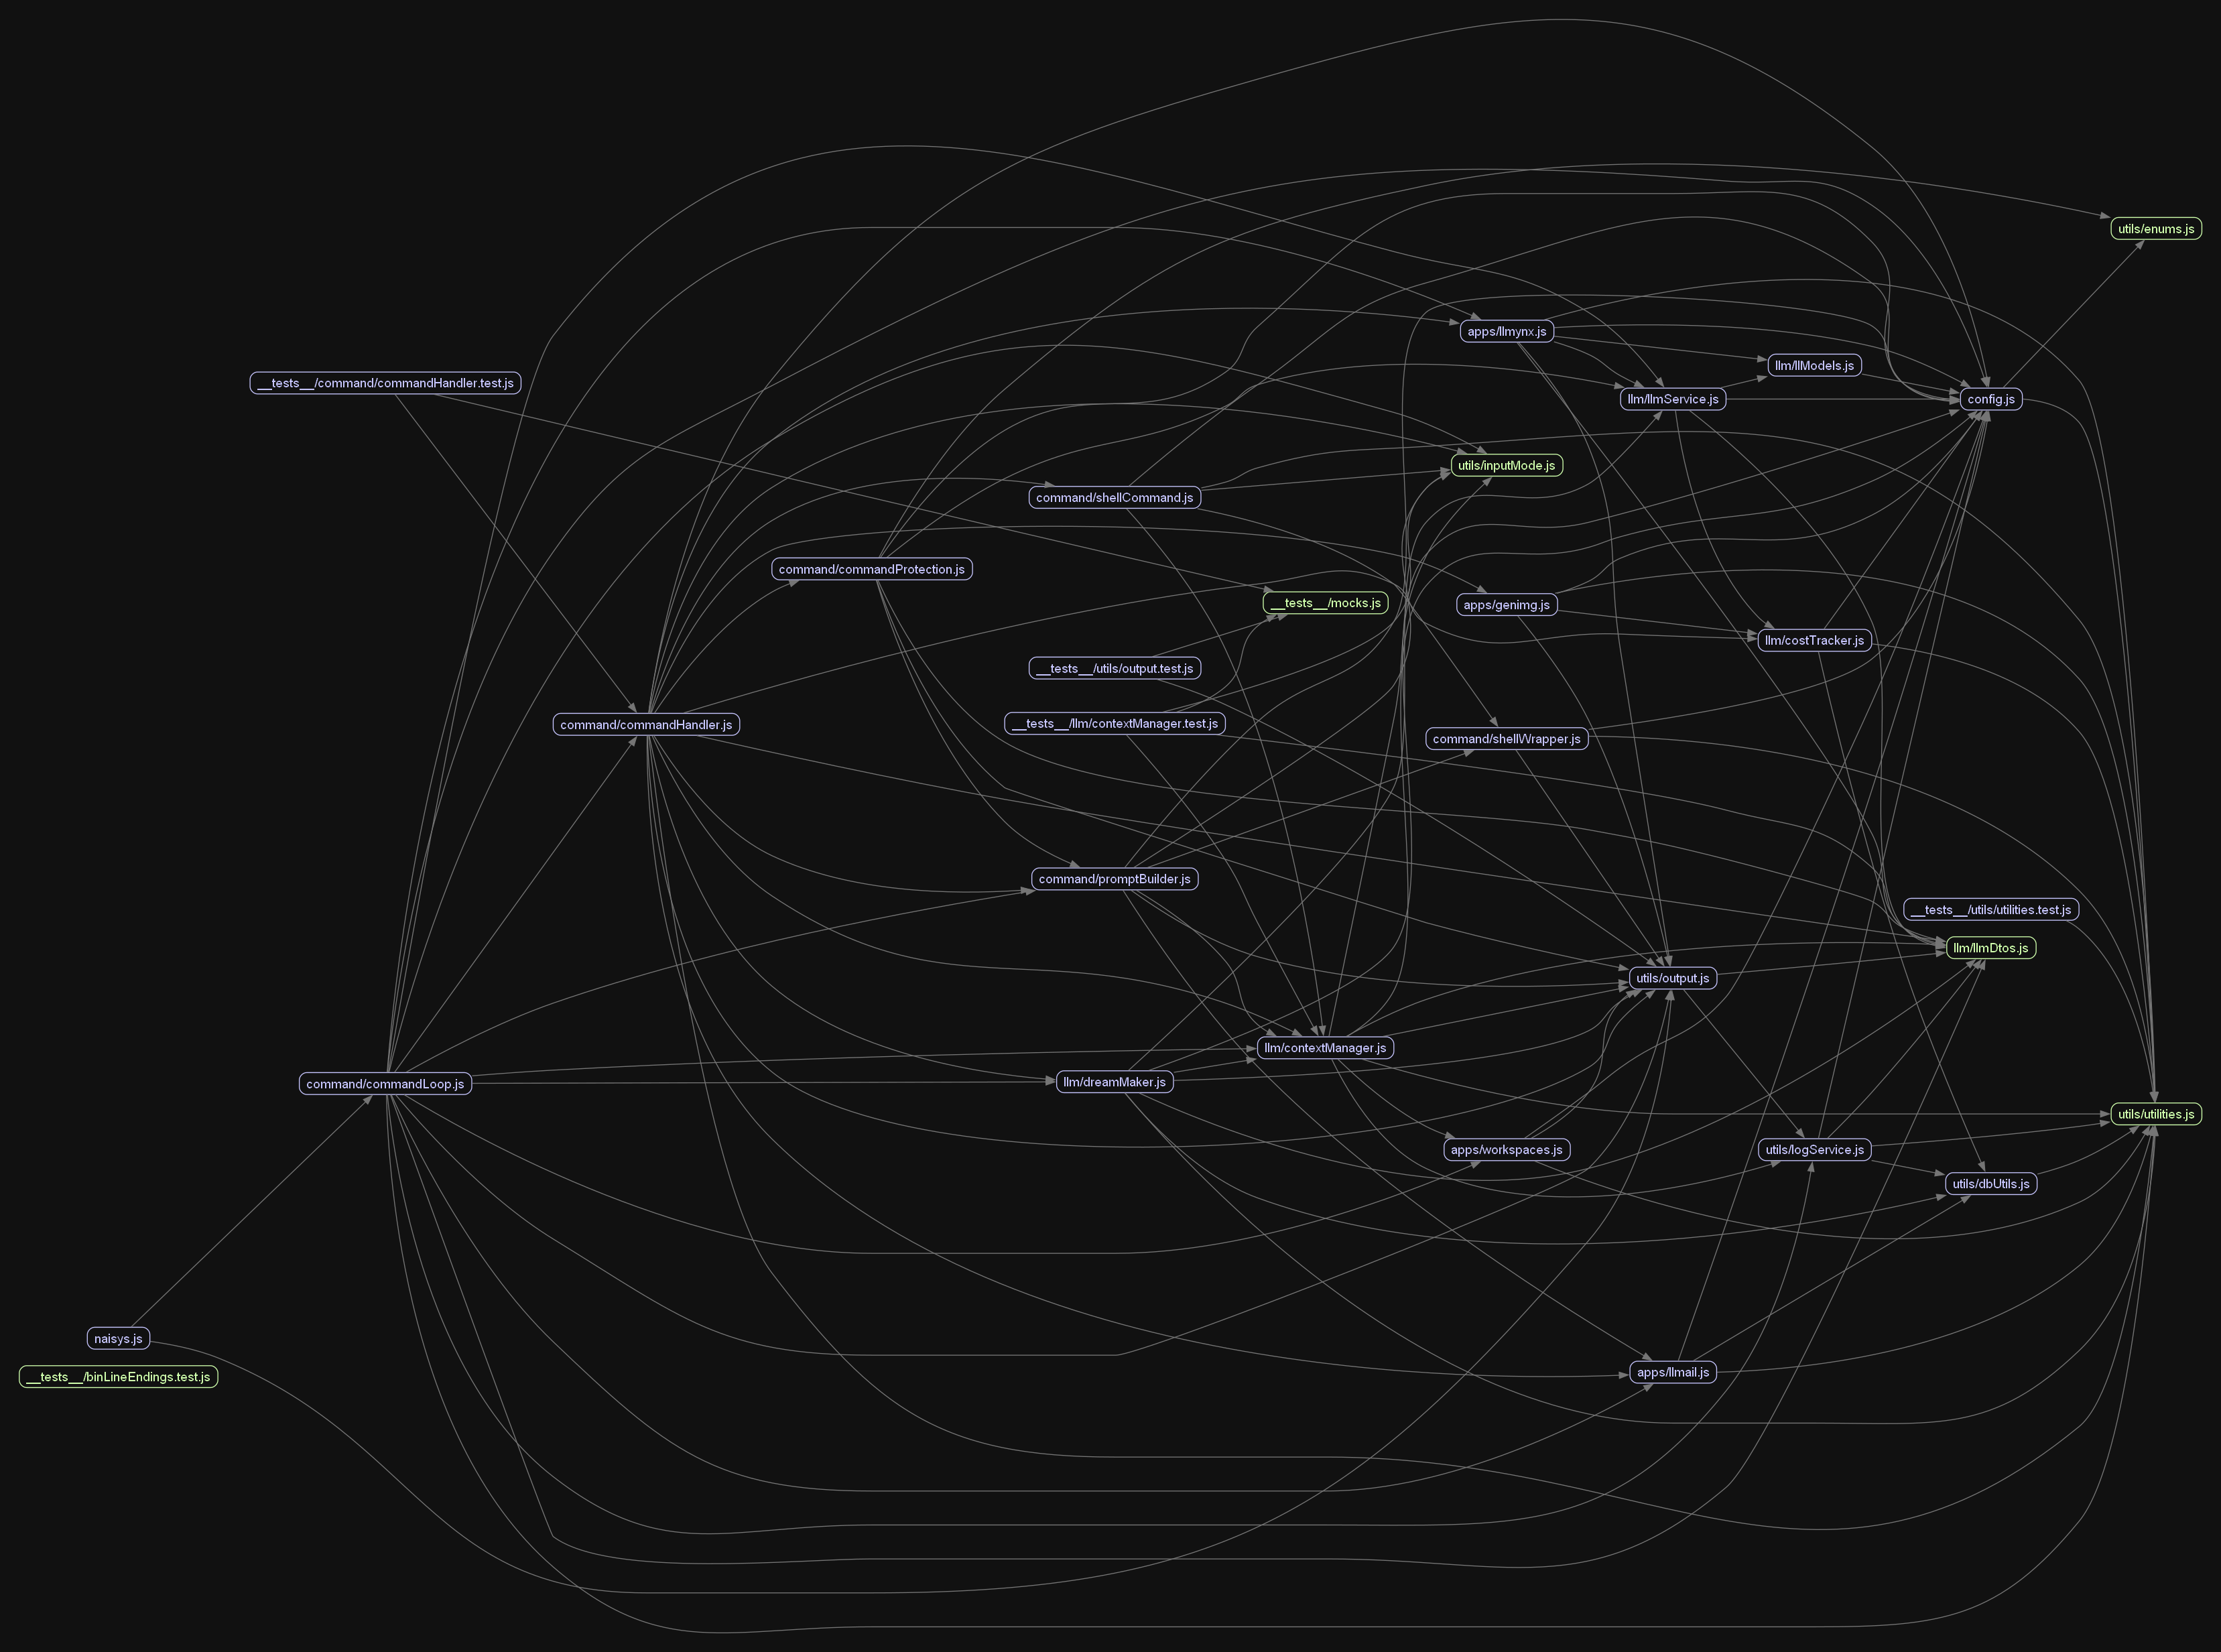 utils/enums.js
apps/llmynx.js
llm/llModels.js
__tests__/command/commandHandler.test.js
llm/llmService.js
config.js
utils/inputMode.js
command/shellCommand.js
command/commandProtection.js
__tests__/mocks.js
apps/genimg.js
llm/costTracker.js
__tests__/utils/output.test.js
command/commandHandler.js
__tests__/llm/contextManager.test.js
command/shellWrapper.js
command/promptBuilder.js
__tests__/utils/utilities.test.js
llm/llmDtos.js
utils/output.js
llm/contextManager.js
command/commandLoop.js
llm/dreamMaker.js
utils/utilities.js
apps/workspaces.js
utils/logService.js
utils/dbUtils.js
naisys.js
__tests__/binLineEndings.test.js
apps/llmail.js